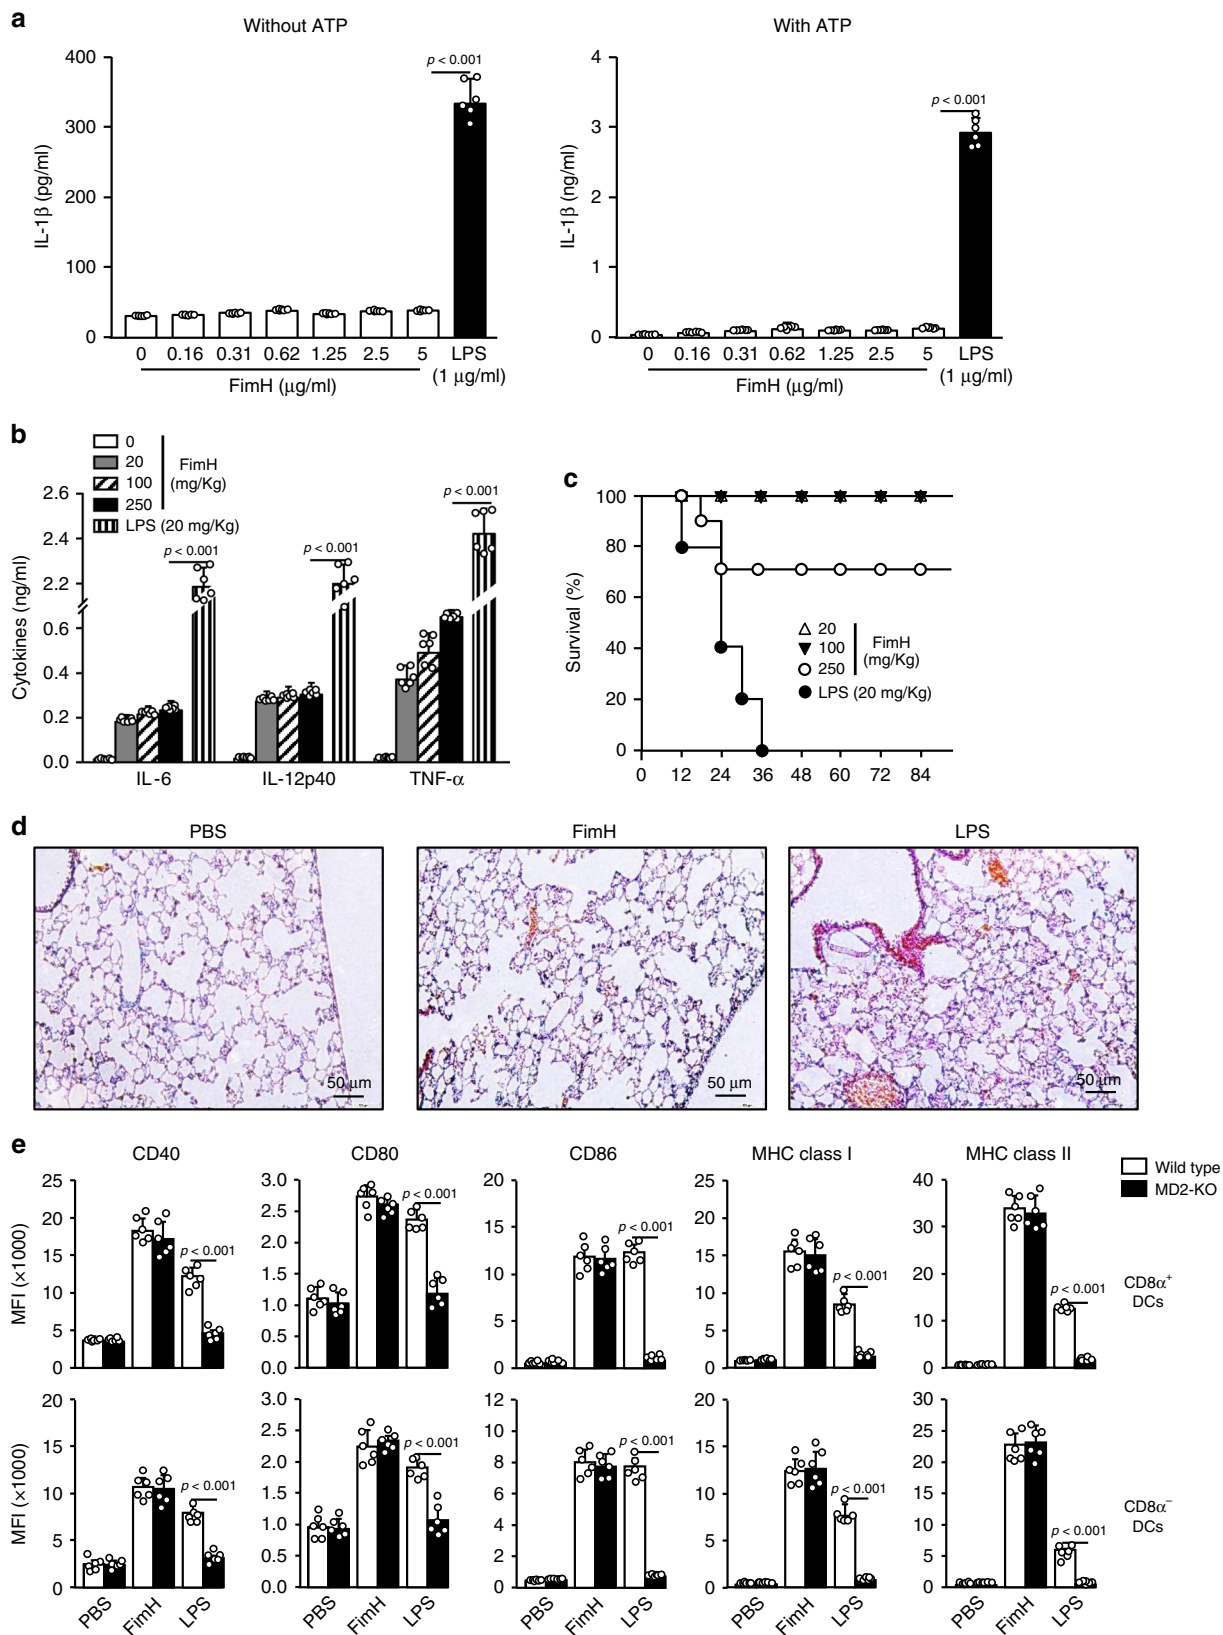 a
Without ATP
With ATP
400
300
200
100
0
IL-1β (pg/ml)
p < 0.001
0 0.16 0.31 0.62 1.25 2.5 5 LPS
(1 μg/ml)
FimH (μg/ml)
4
3
2
1
0
IL-1β (ng/ml)
p < 0.001
0 0.16 0.31 0.62 1.25 2.5 5 LPS
(1 μg/ml)
FimH (μg/ml)
b
0
20
100
250
FimH
(mg/Kg)
LPS (20 mg/Kg)
2.6
2.4
2.2
0.6
0.4
0.2
0.0
Cytokines (ng/ml)
p < 0.001
p < 0.001
p < 0.001
IL-6 IL-12p40 TNF-α
c
100
80
60
40
20
0
Survival (%)
20
100
250
FimH
(mg/Kg)
LPS (20 mg/Kg)
0 12 24 36 48 60 72 84
d
PBS FimH LPS
50 μm
50 μm
50 μm
e
CD40 CD80 CD86 MHC class I MHC class II
Wild type
MD2-KO
MFI (×1000)
25
20
15
10
5
0
p < 0.001
3.0
2.5
2.0
1.5
1.0
0.5
0.0
p < 0.001
20
16
12
8
4
0
p < 0.001
25
20
15
10
5
0
p < 0.001
40
30
20
10
0
p < 0.001
CD8α⁺
DCs
MFI (×1000)
20
15
10
5
0
p < 0.001
3.0
2.5
2.0
1.5
1.0
0.5
0.0
p < 0.001
12
10
8
6
4
2
0
p < 0.001
20
15
10
5
0
p < 0.001
30
25
20
15
10
5
0
p < 0.001
CD8α⁻
DCs
PBS FimH LPS
PBS FimH LPS
PBS FimH LPS
PBS FimH LPS
PBS FimH LPS